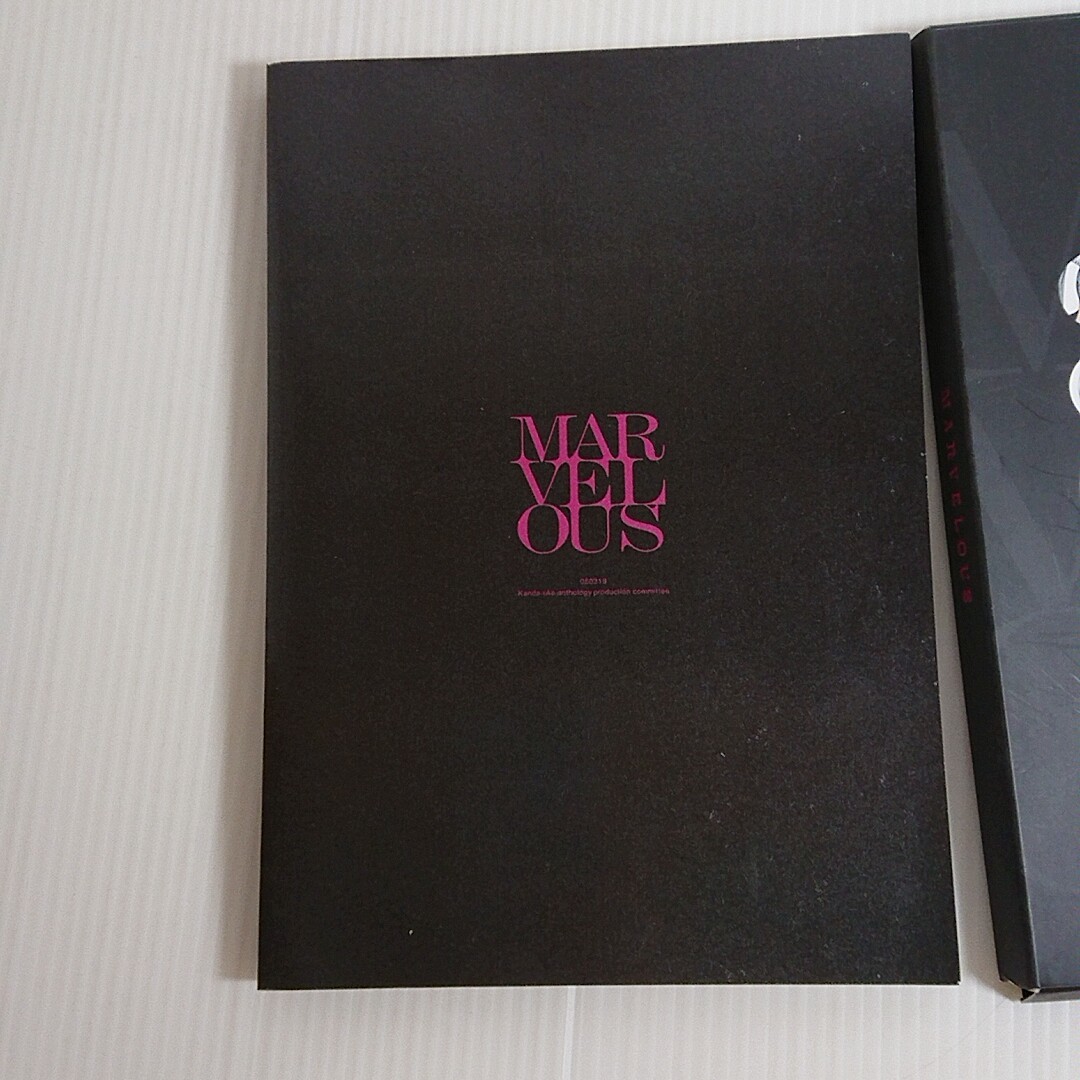 MAR
VEL
OUS
050318
Kanda-uke anthology production committee
MARVELOUS